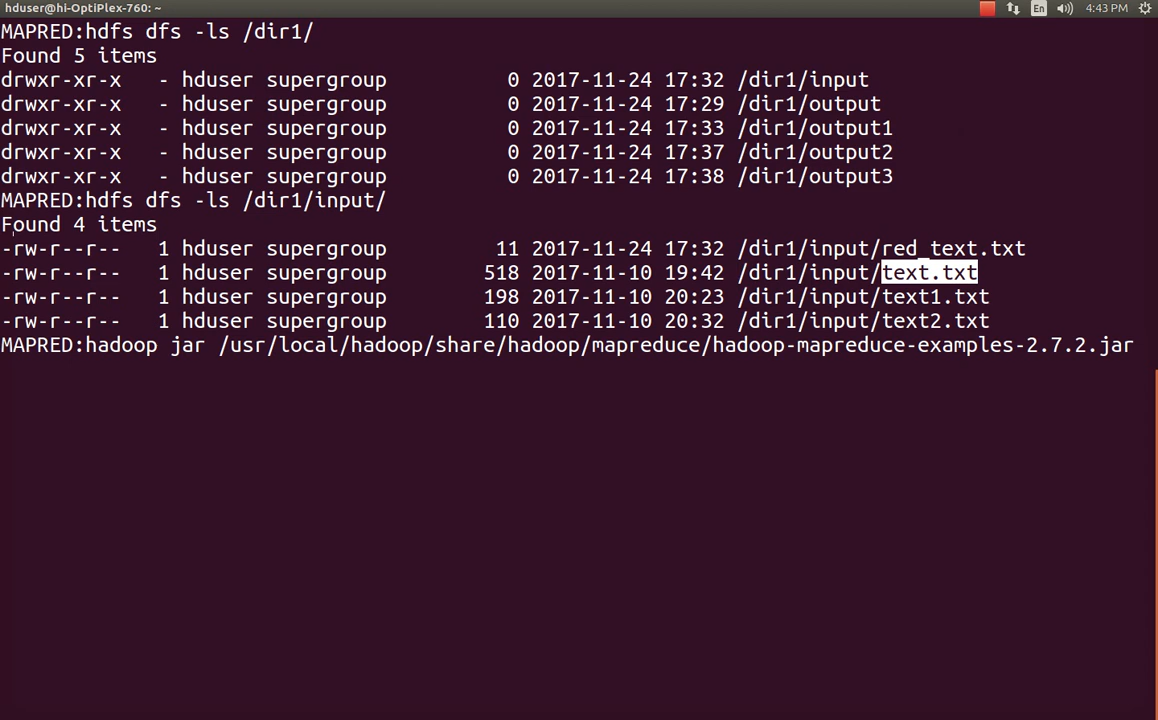 hduser@hi-OptiPlex-760: ~
En
4:43 PM
MAPRED:hdfs dfs -ls /dir1/
Found 5 items
drwxr-xr-x   - hduser supergroup          0 2017-11-24 17:32 /dir1/input
drwxr-xr-x   - hduser supergroup          0 2017-11-24 17:29 /dir1/output
drwxr-xr-x   - hduser supergroup          0 2017-11-24 17:33 /dir1/output1
drwxr-xr-x   - hduser supergroup          0 2017-11-24 17:37 /dir1/output2
drwxr-xr-x   - hduser supergroup          0 2017-11-24 17:38 /dir1/output3
MAPRED:hdfs dfs -ls /dir1/input/
Found 4 items
-rw-r--r--   1 hduser supergroup         11 2017-11-24 17:32 /dir1/input/red_text.txt
-rw-r--r--   1 hduser supergroup        518 2017-11-10 19:42 /dir1/input/text.txt
-rw-r--r--   1 hduser supergroup        198 2017-11-10 20:23 /dir1/input/text1.txt
-rw-r--r--   1 hduser supergroup        110 2017-11-10 20:32 /dir1/input/text2.txt
MAPRED:hadoop jar /usr/local/hadoop/share/hadoop/mapreduce/hadoop-mapreduce-examples-2.7.2.jar